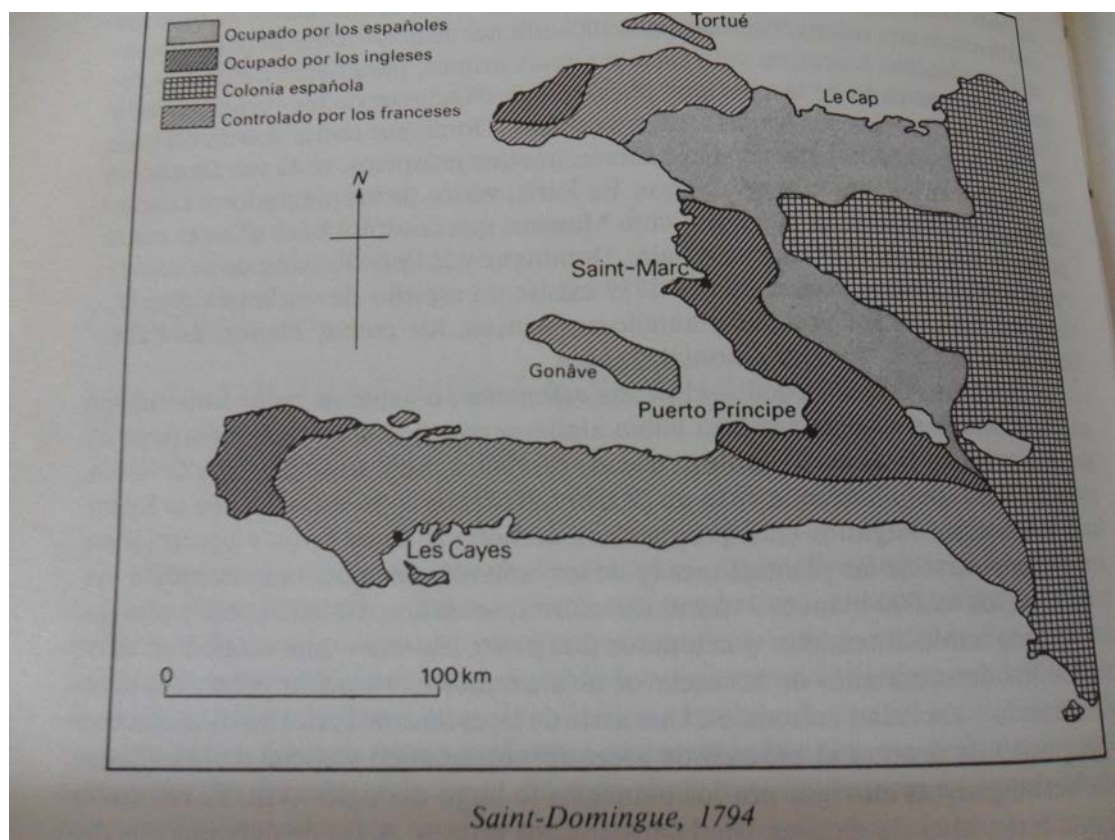 Ocupado por los españoles
Ocupado por los ingleses
Colonia española
Controlado por los franceses
Tortué
Le Cap
N
Saint-Marc
Gonâve
Puerto Príncipe
Les Cayes
0 100 km
Saint-Domingue, 1794